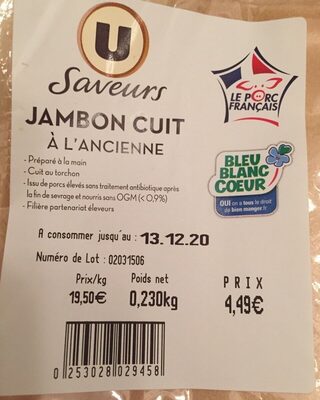 U
Saveurs
LE PORC
FRANÇAIS
JAMBON CUIT
À L'ANCIENNE
- Préparé à la main
- Cuit au torchon
- Issu de porcs élevés sans traitement antibiotique après
la fin de sevrage et nourris sans OGM (< 0,9%)
- Filière partenariat éleveurs
BLEU
BLANC
COEUR
OUI on a tous le droit
de bien manger
A consommer jusqu'au : 13.12.20
Numéro de Lot : 02031506
Prix/kg Poids net PRIX
19,50€ 0,230kg 4,49€
0 253028 029458